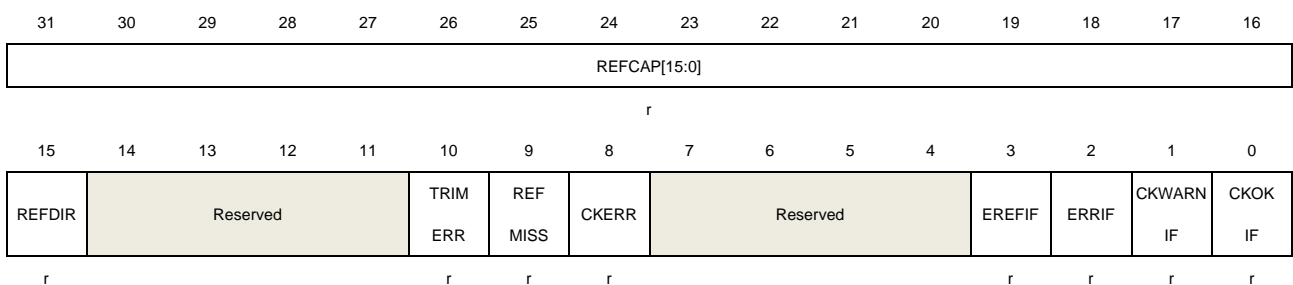 31 30 29 28 27 26 25 24 23 22 21 20 19 18 17 16
REFCAP[15:0]
r
15 14 13 12 11 10 9 8 7 6 5 4 3 2 1 0
REFDIR Reserved TRIM ERR REF MISS CKERR Reserved EREFIF ERRIF CKWARN IF CKOK IF
r r r r r r r r